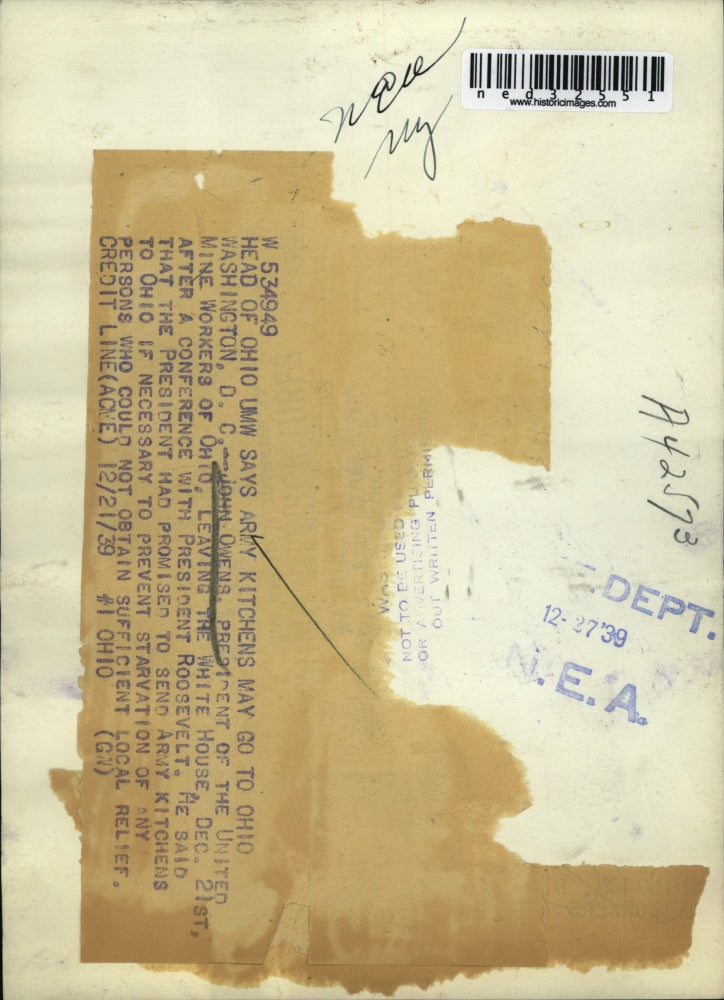 ned32551
www.historicimages.com
ny
A42573
W 534949
HEAD OF OHIO UMW SAYS ARMY KITCHENS MAY GO TO OHIO
WASHINGTON, D. C.--JOHN OWENS, PRESIDENT OF THE UNITED
MINE WORKERS OF OHIO, LEAVING THE WHITE HOUSE, DEC. 21ST,
AFTER A CONFERENCE WITH PRESIDENT ROOSEVELT. HE SAID
THAT THE PRESIDENT HAD PROMISED TO SEND ARMY KITCHENS
TO OHIO IF NECESSARY TO PREVENT STARVATION OF ANY
PERSONS WHO COULD NOT OBTAIN SUFFICIENT LOCAL RELIEF.
CREDIT LINE(ACME) 12/21/39 #1 OHIO (GN)
NOT TO BE USED
OR ADVERTISING PU
OUT WRITTEN PERMIS
DEPT.
12-27'39
N.E.A.